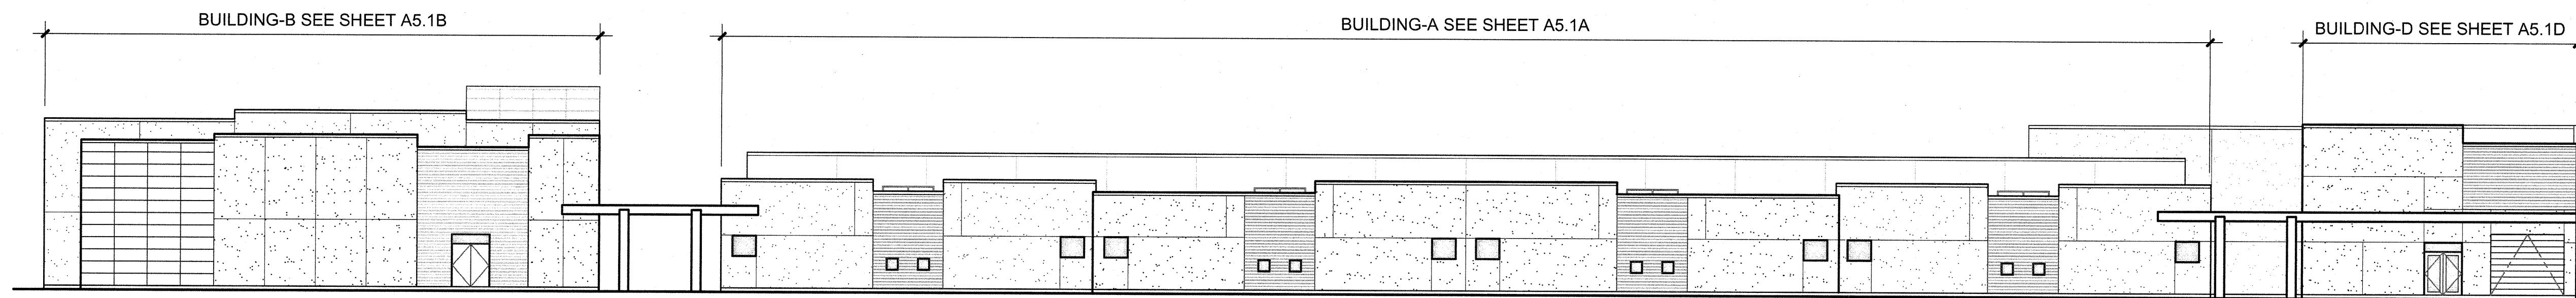 BUILDING-B SEE SHEET A5.1B
BUILDING-A SEE SHEET A5.1A
BUILDING-D SEE SHEET A5.1D